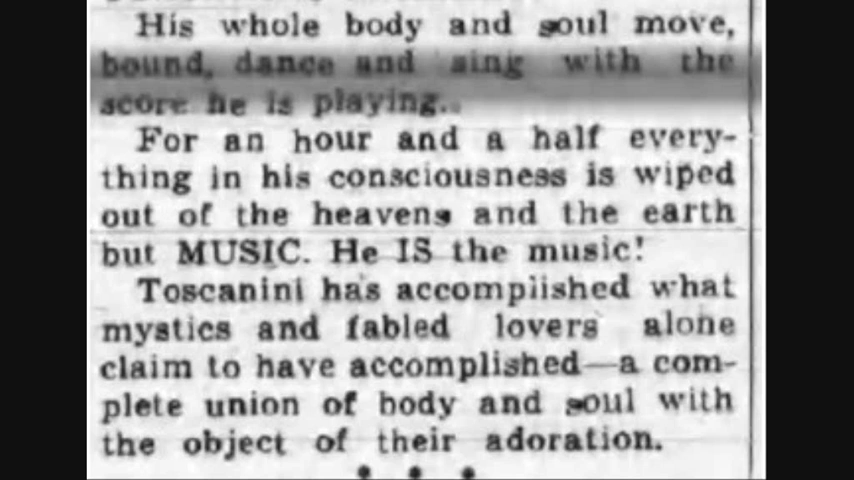 His whole body and soul move,
bound, dance and sing with the
score he is playing.
For an hour and a half every-
thing in his consciousness is wiped
out of the heavens and the earth
but MUSIC. He IS the music!
Toscanini has accomplished what
mystics and fabled lovers alone
claim to have accomplished—a com-
plete union of body and soul with
the object of their adoration.
• • •